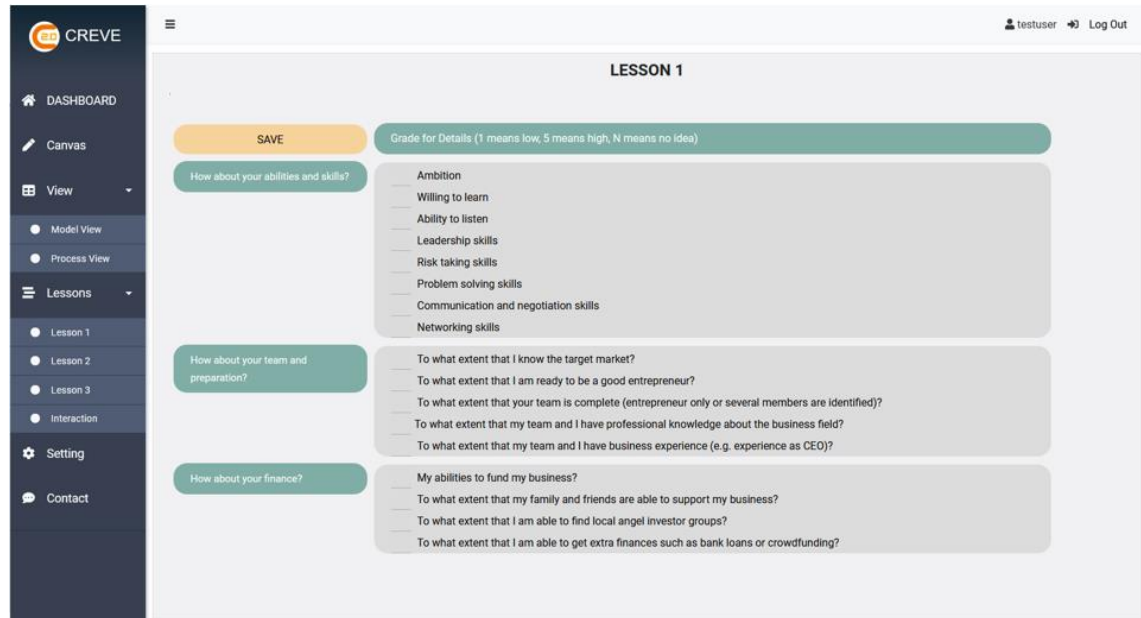 2.0 CREVE
DASHBOARD
Canvas
View
Model View
Process View
Lessons
Lesson 1
Lesson 2
Lesson 3
Interaction
Setting
Contact
testuser Log Out
LESSON 1
SAVE
Grade for Details (1 means low, 5 means high, N means no idea)
How about your abilities and skills?
Ambition
Willing to learn
Ability to listen
Leadership skills
Risk taking skills
Problem solving skills
Communication and negotiation skills
Networking skills
How about your team and
preparation?
To what extent that I know the target market?
To what extent that I am ready to be a good entrepreneur?
To what extent that your team is complete (entrepreneur only or several members are identified)?
To what extent that my team and I have professional knowledge about the business field?
To what extent that my team and I have business experience (e.g. experience as CEO)?
How about your finance?
My abilities to fund my business?
To what extent that my family and friends are able to support my business?
To what extent that I am able to find local angel investor groups?
To what extent that I am able to get extra finances such as bank loans or crowdfunding?